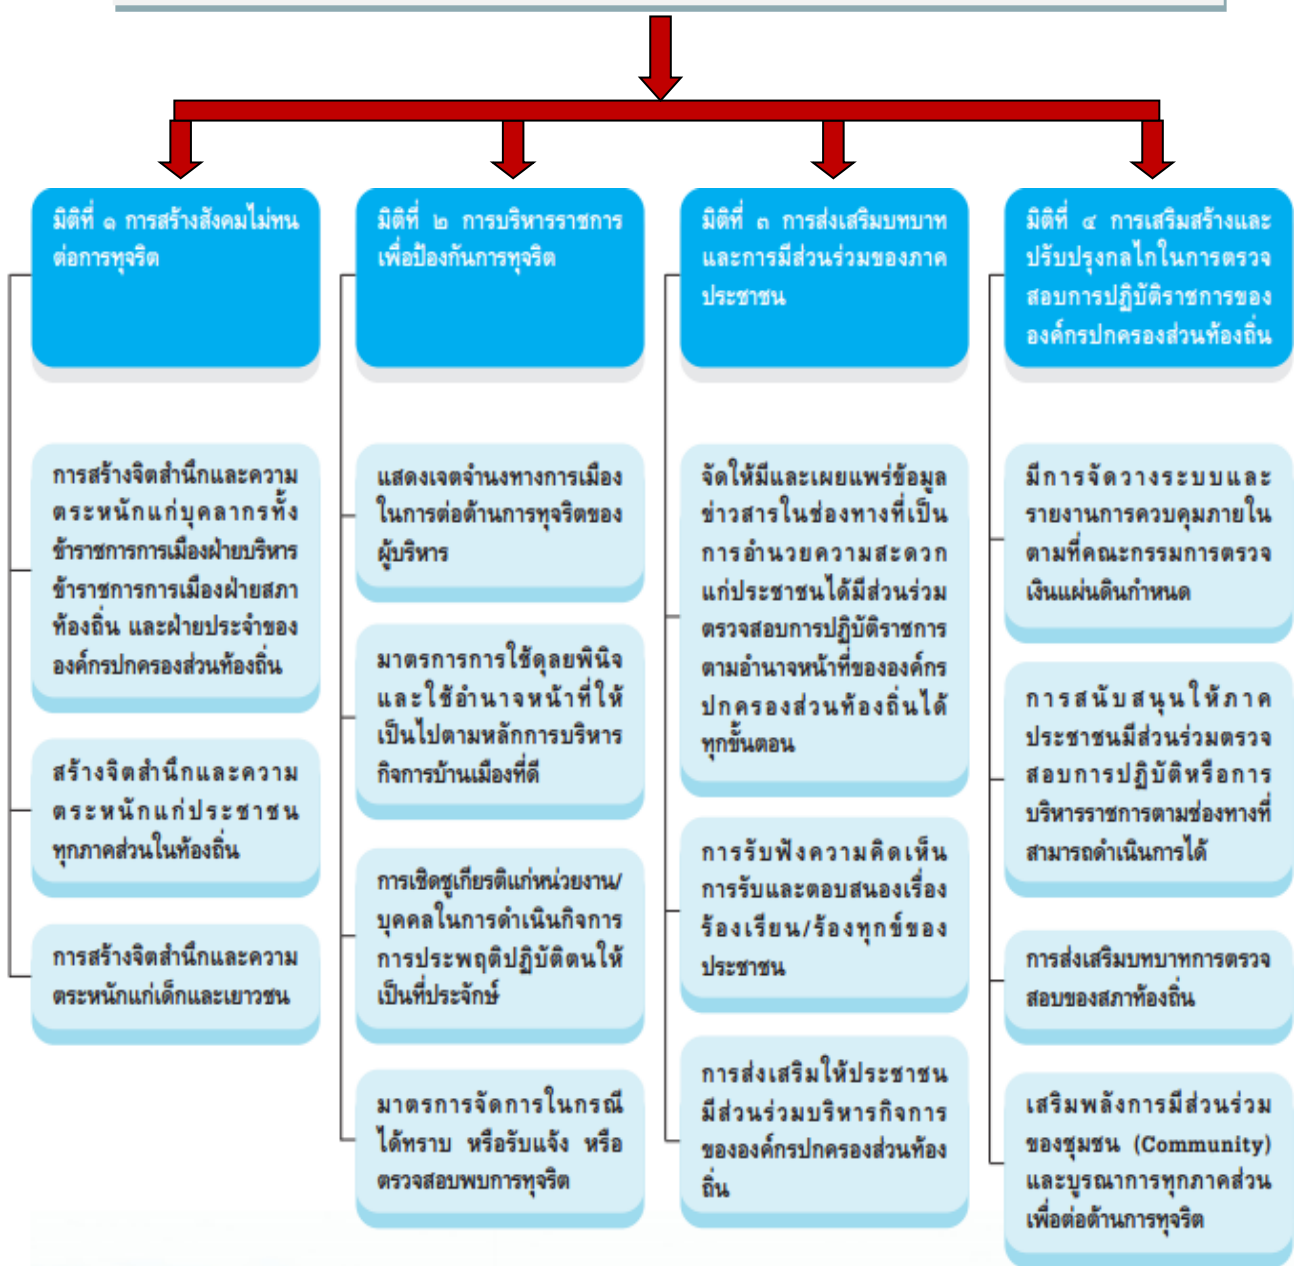 มิติที่ ๑ การสร้างสังคมไม่ทน
ต่อการทุจริต
การสร้างจิตสำนึกและความ
ตระหนักแก่บุคลากรทั้ง
ข้าราชการการเมืองฝ่ายบริหาร
ข้าราชการการเมืองฝ่ายสภา
ท้องถิ่น และฝ่ายประจำของ
องค์กรปกครองส่วนท้องถิ่น
สร้างจิตสำนึกและความ
ตระหนักแก่ประชาชน
ทุกภาคส่วนในท้องถิ่น
การสร้างจิตสำนึกและความ
ตระหนักแก่เด็กและเยาวชน
มิติที่ ๒ การบริหารราชการ
เพื่อป้องกันการทุจริต
แสดงเจตจำนงทางการเมือง
ในการต่อต้านการทุจริตของ
ผู้บริหาร
มาตรการการใช้ดุลยพินิจ
และใช้อำนาจหน้าที่ให้
เป็นไปตามหลักการบริหาร
กิจการบ้านเมืองที่ดี
การเชิดชูเกียรติแก่หน่วยงาน/
บุคคลในการดำเนินกิจการ
การประพฤติปฏิบัติตนให้
เป็นที่ประจักษ์
มาตรการจัดการในกรณี
ได้ทราบ หรือรับแจ้ง หรือ
ตรวจสอบพบการทุจริต
มิติที่ ๓ การส่งเสริมบทบาท
และการมีส่วนร่วมของภาค
ประชาชน
จัดให้มีและเผยแพร่ข้อมูล
ข่าวสารในช่องทางที่เป็น
การอำนวยความสะดวก
แก่ประชาชนได้มีส่วนร่วม
ตรวจสอบการปฏิบัติราชการ
ตามอำนาจหน้าที่ขององค์กร
ปกครองส่วนท้องถิ่นได้
ทุกขั้นตอน
การรับฟังความคิดเห็น
การรับและตอบสนองเรื่อง
ร้องเรียน/ร้องทุกข์ของ
ประชาชน
การส่งเสริมให้ประชาชน
มีส่วนร่วมบริหารกิจการ
ขององค์กรปกครองส่วนท้อง
ถิ่น
มิติที่ ๔ การเสริมสร้างและ
ปรับปรุงกลไกในการตรวจ
สอบการปฏิบัติราชการของ
องค์กรปกครองส่วนท้องถิ่น
มีการจัดวางระบบและ
รายงานการควบคุมภายใน
ตามที่คณะกรรมการตรวจ
เงินแผ่นดินกำหนด
การสนับสนุนให้ภาค
ประชาชนมีส่วนร่วมตรวจ
สอบการปฏิบัติหรือการ
บริหารราชการตามช่องทางที่
สามารถดำเนินการได้
การส่งเสริมบทบาทการตรวจ
สอบของสภาท้องถิ่น
เสริมพลังการมีส่วนร่วม
ของชุมชน (Community)
และบูรณาการทุกภาคส่วน
เพื่อต่อต้านการทุจริต